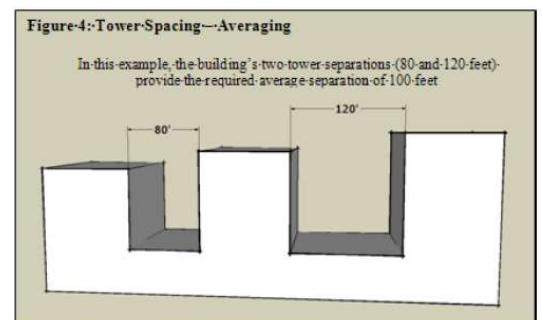 Figure·4:·Tower·Spacing·–·Averaging
In·this·example,·the·building's·two·tower·separations·(80·and·120·feet)·
provide·the·required·average·separation·of·100·feet
120'
80'